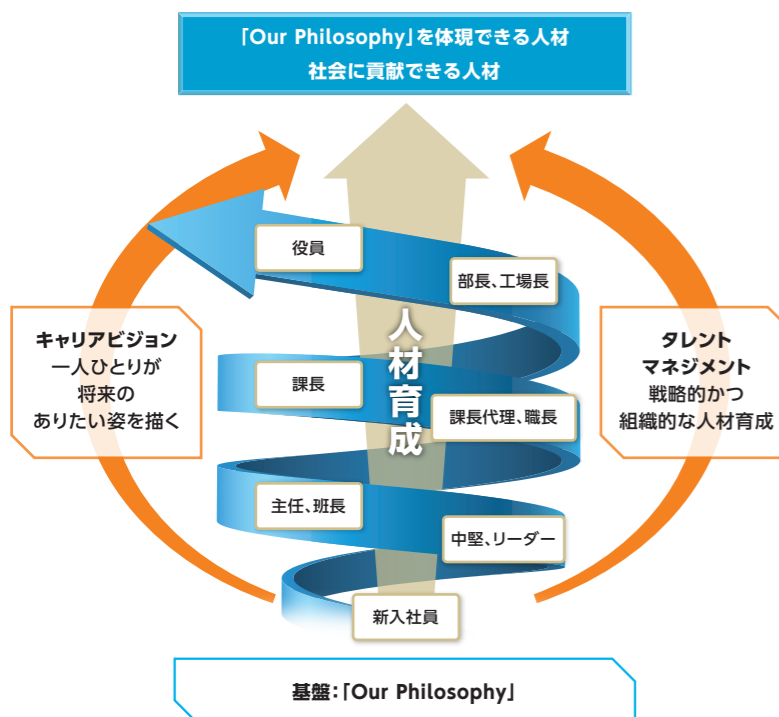 「Our Philosophy」を体現できる人材
社会に貢献できる人材
役員
部長、工場長
人材育成
キャリアビジョン
一人ひとりが
将来の
ありたい姿を描く
タレント
マネジメント
戦略的かつ
組織的な人材育成
課長
課長代理、職長
主任、班長
中堅、リーダー
新入社員
基盤:「Our Philosophy」